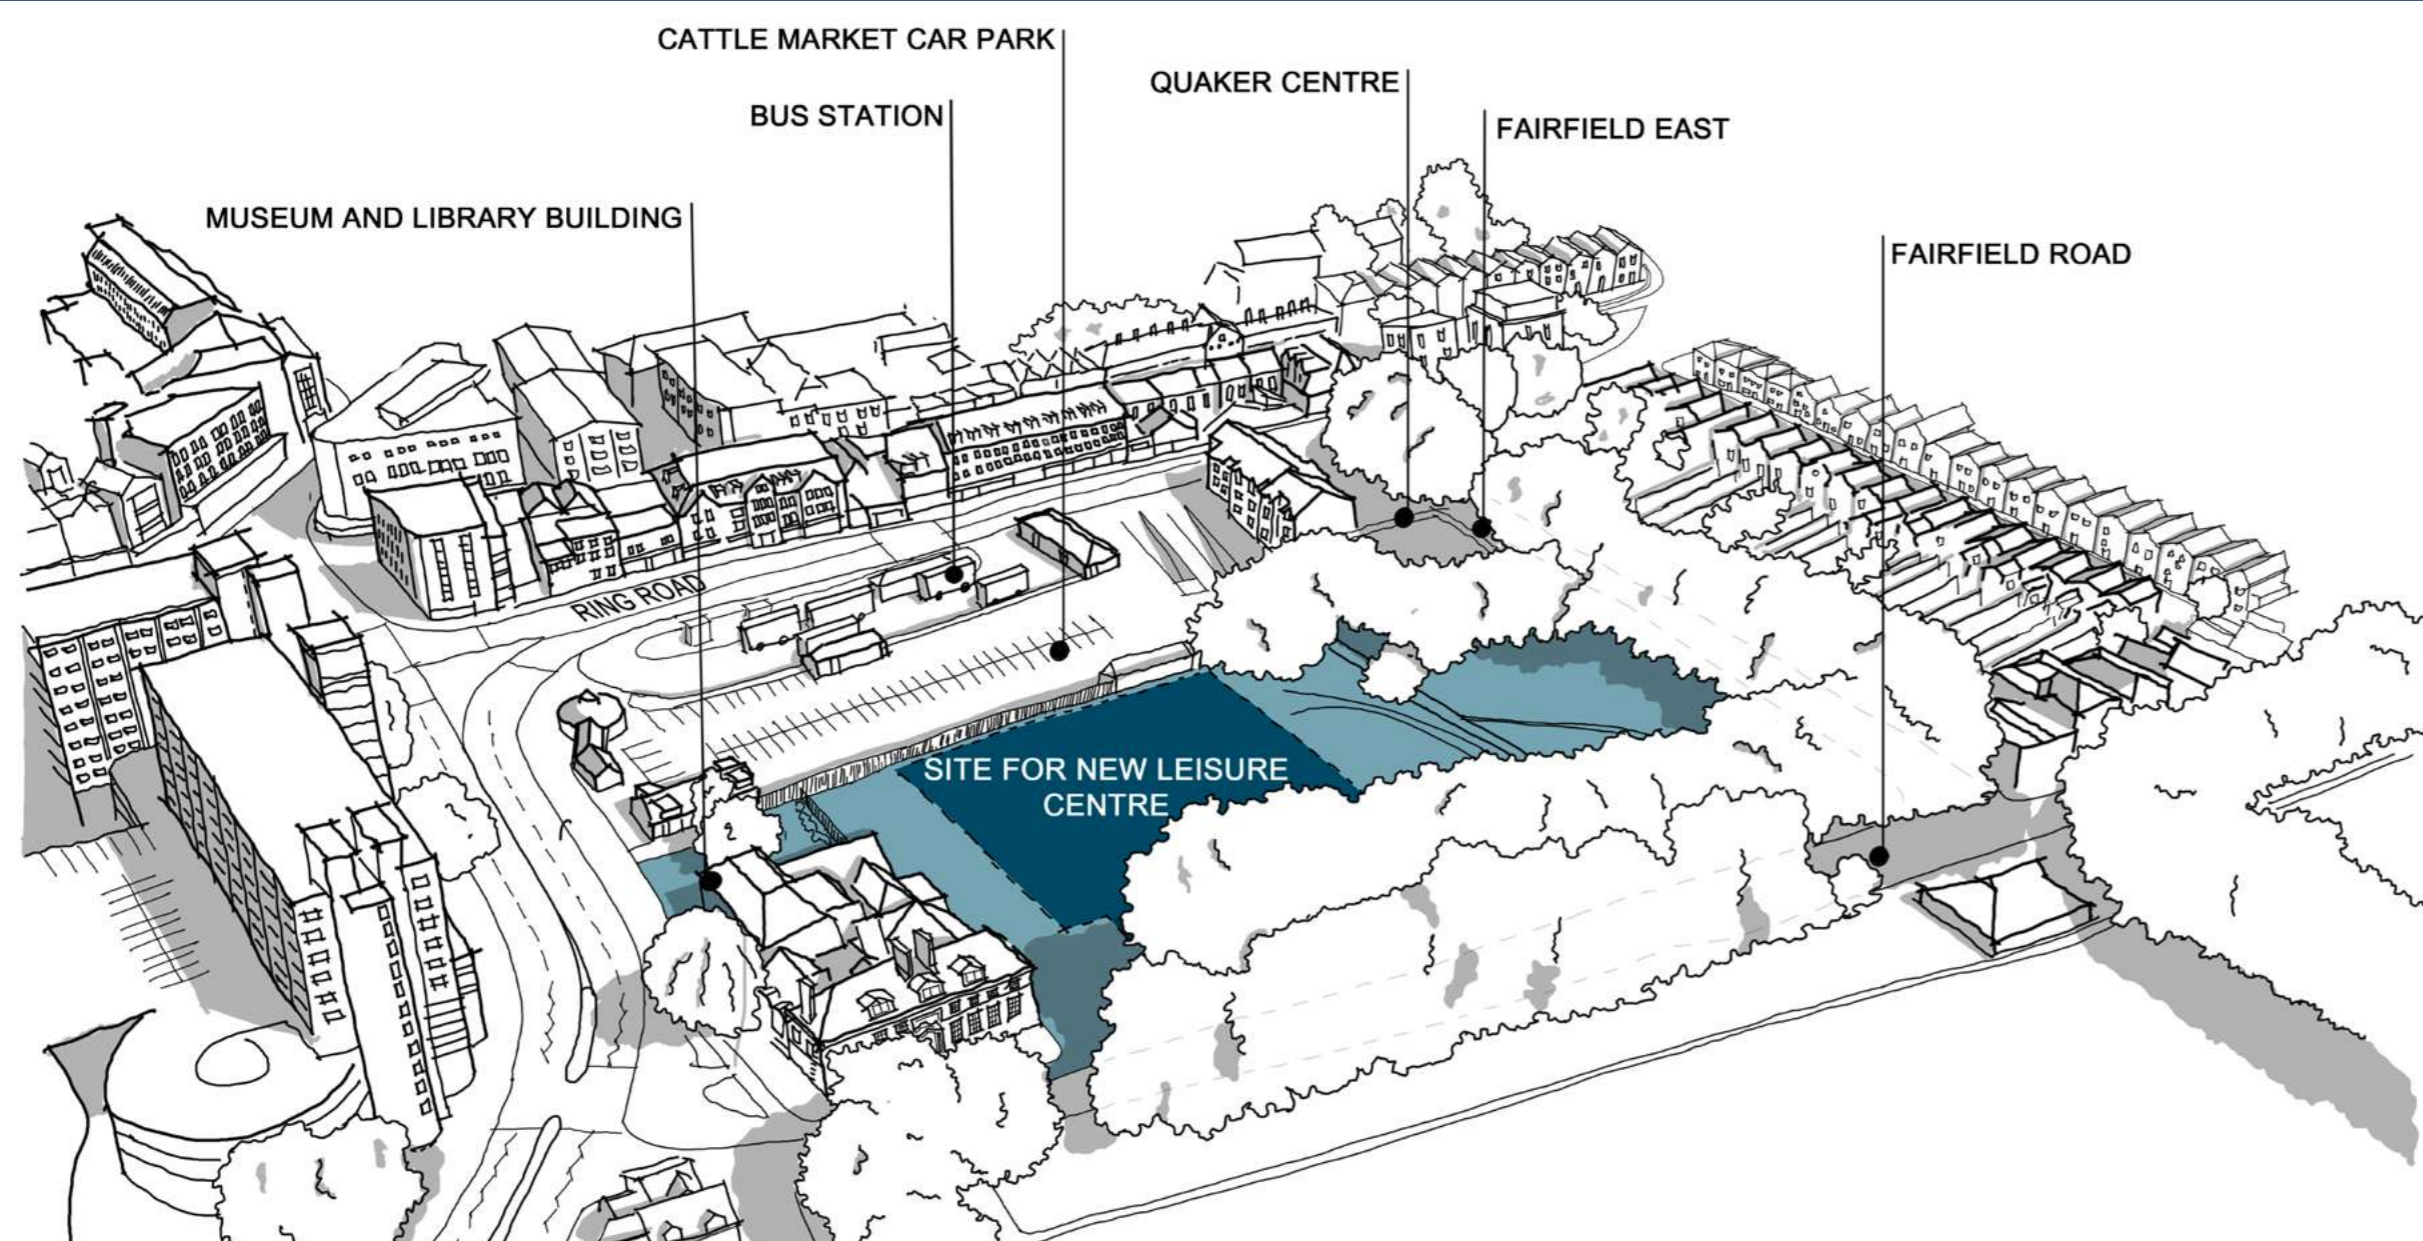 CATTLE MARKET CAR PARK
QUAKER CENTRE
BUS STATION
FAIRFIELD EAST
MUSEUM AND LIBRARY BUILDING
FAIRFIELD ROAD
RING ROAD
SITE FOR NEW LEISURE
CENTRE